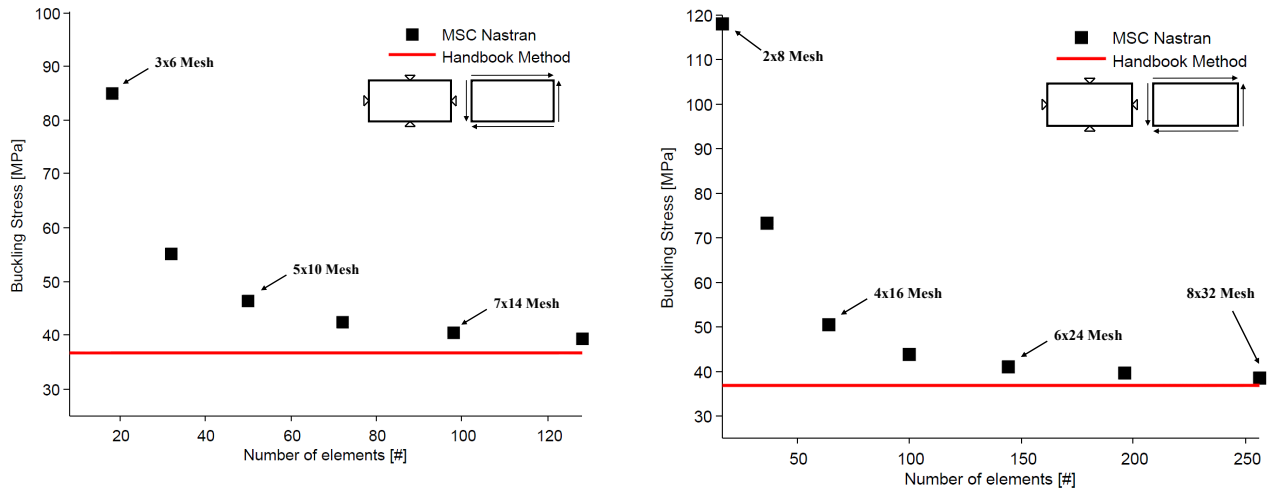 100
90
80
70
60
50
40
30
Buckling Stress [MPa]
20
40
60
80
100
120
Number of elements [#]
MSC Nastran
Handbook Method
3x6 Mesh
5x10 Mesh
7x14 Mesh
120
110
100
90
80
70
60
50
40
30
Buckling Stress [MPa]
50
100
150
200
250
Number of elements [#]
MSC Nastran
Handbook Method
2x8 Mesh
4x16 Mesh
6x24 Mesh
8x32 Mesh